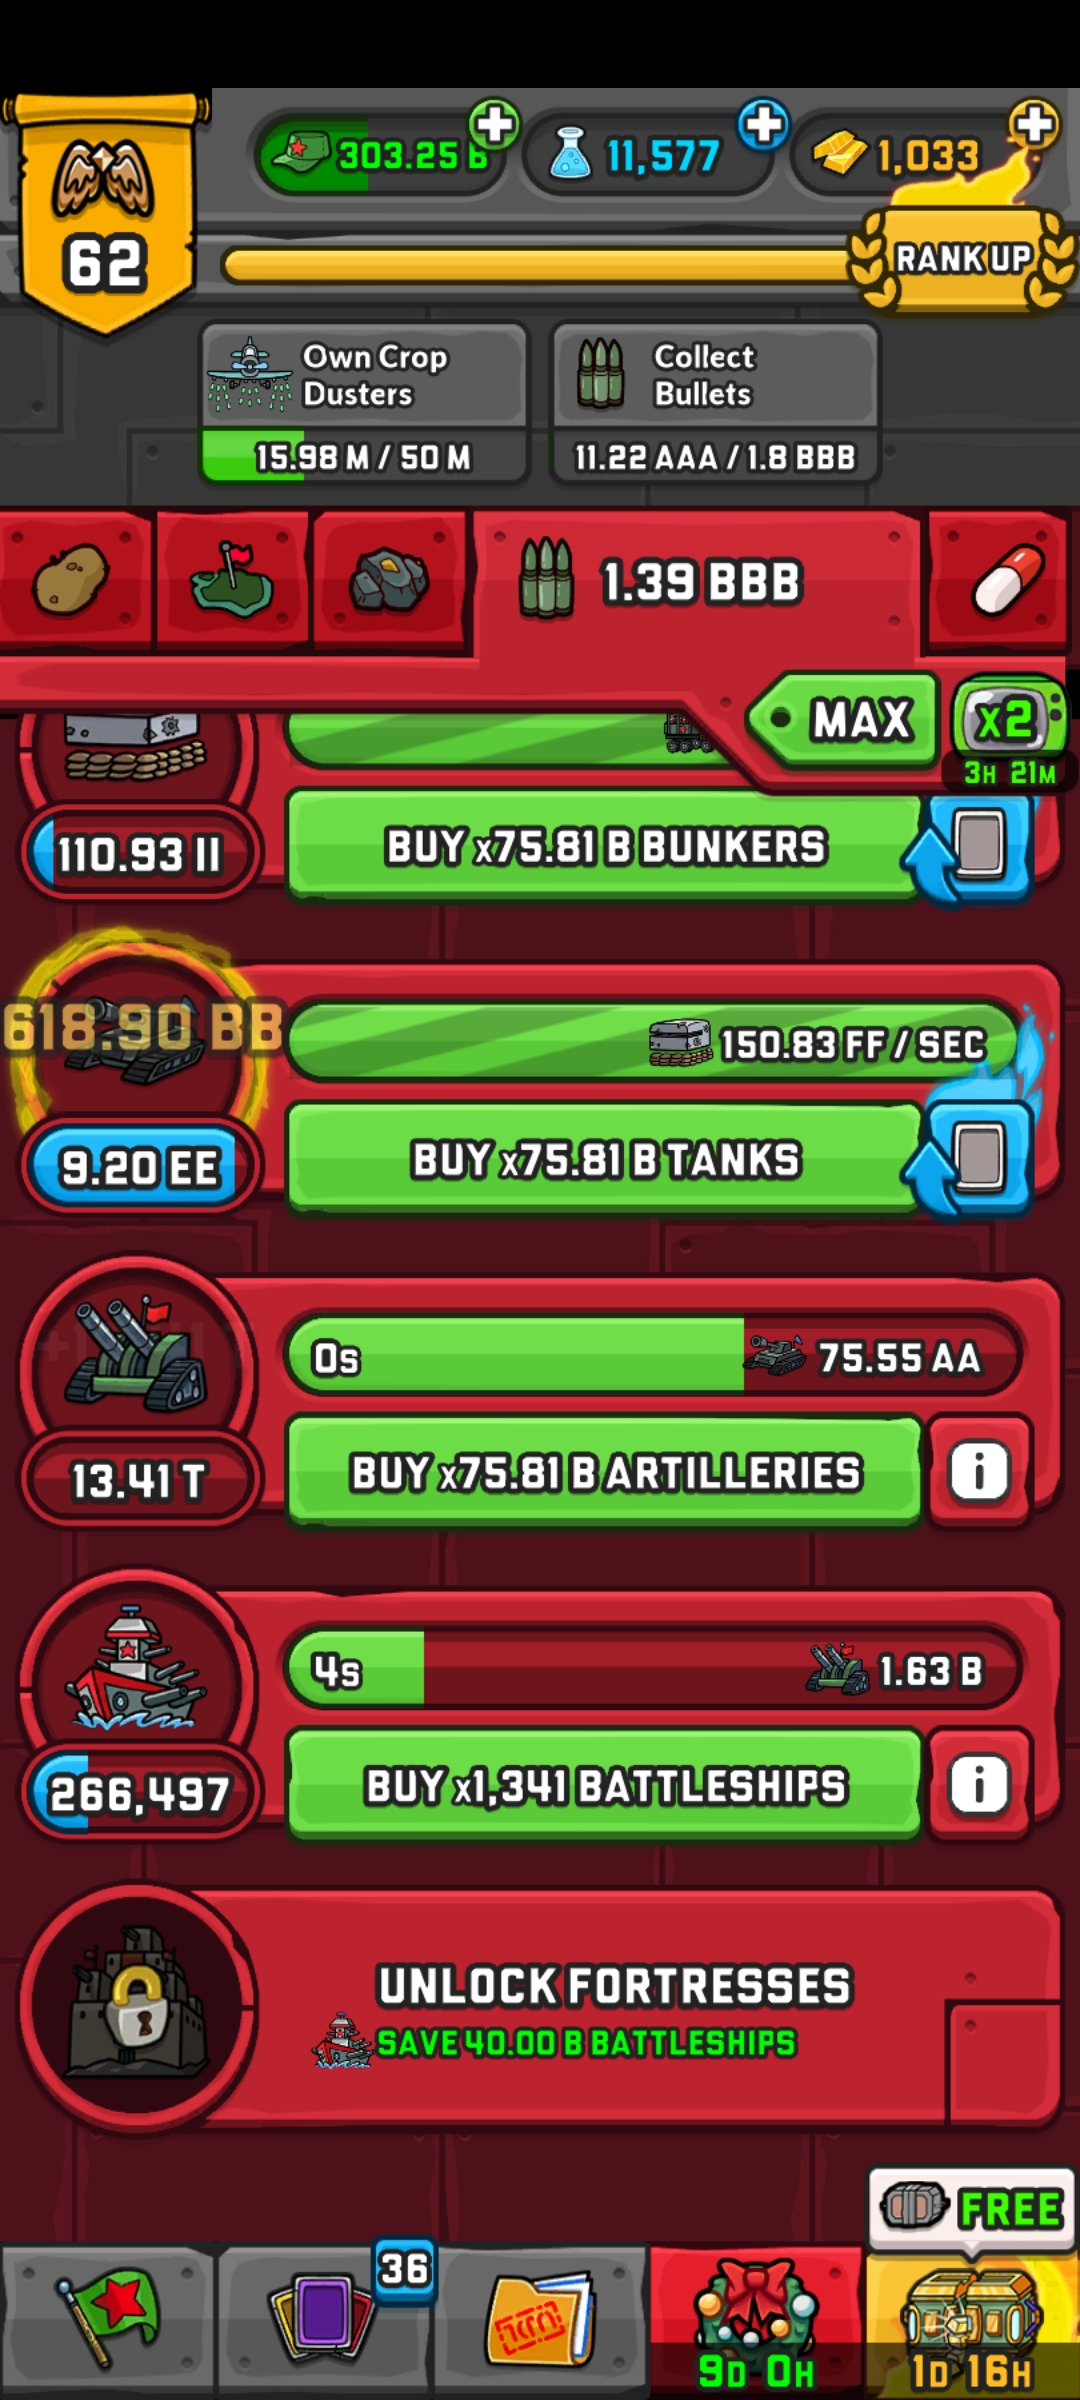 303.25 B
11,577
1,033
62
RANK UP
Own Crop
Dusters
15.98 M / 50 M
Collect
Bullets
11.22 AAA / 1.8 BBB
1.39 BBB
MAX
x2
3H 21M
110.93 II
BUY x75.81 B BUNKERS
618.90 BB
150.83 FF / SEC
9.20 EE
BUY x75.81 B TANKS
0s
75.55 AA
13.41 T
BUY x75.81 B ARTILLERIES
i
4s
1.63 B
266,497
BUY x1,341 BATTLESHIPS
i
UNLOCK FORTRESSES
SAVE 40.00 B BATTLESHIPS
FREE
36
9D 0H
1D 16H